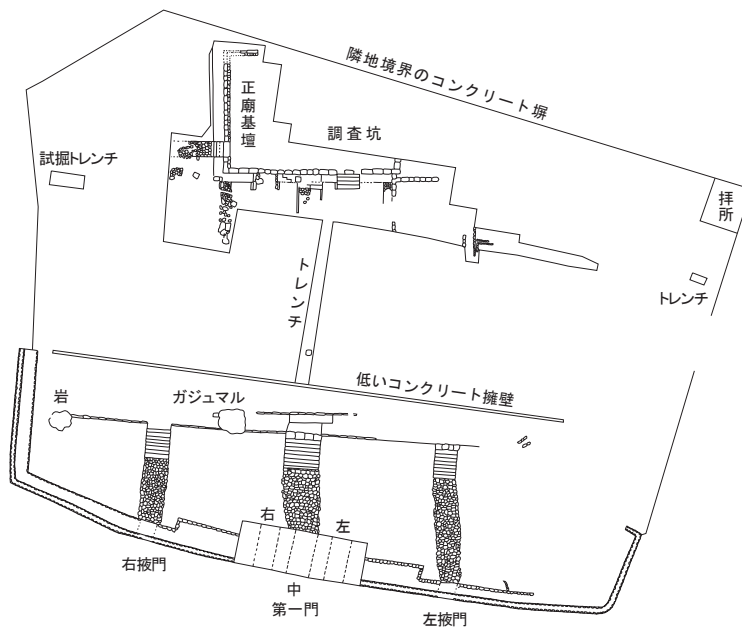 隣地境界のコンクリート塀
正廟基壇
調査坑
試掘トレンチ
拝所
トレンチ
トレンチ
低いコンクリート擁壁
岩
ガジュマル
右
左
右掖門
中
第一門
左掖門